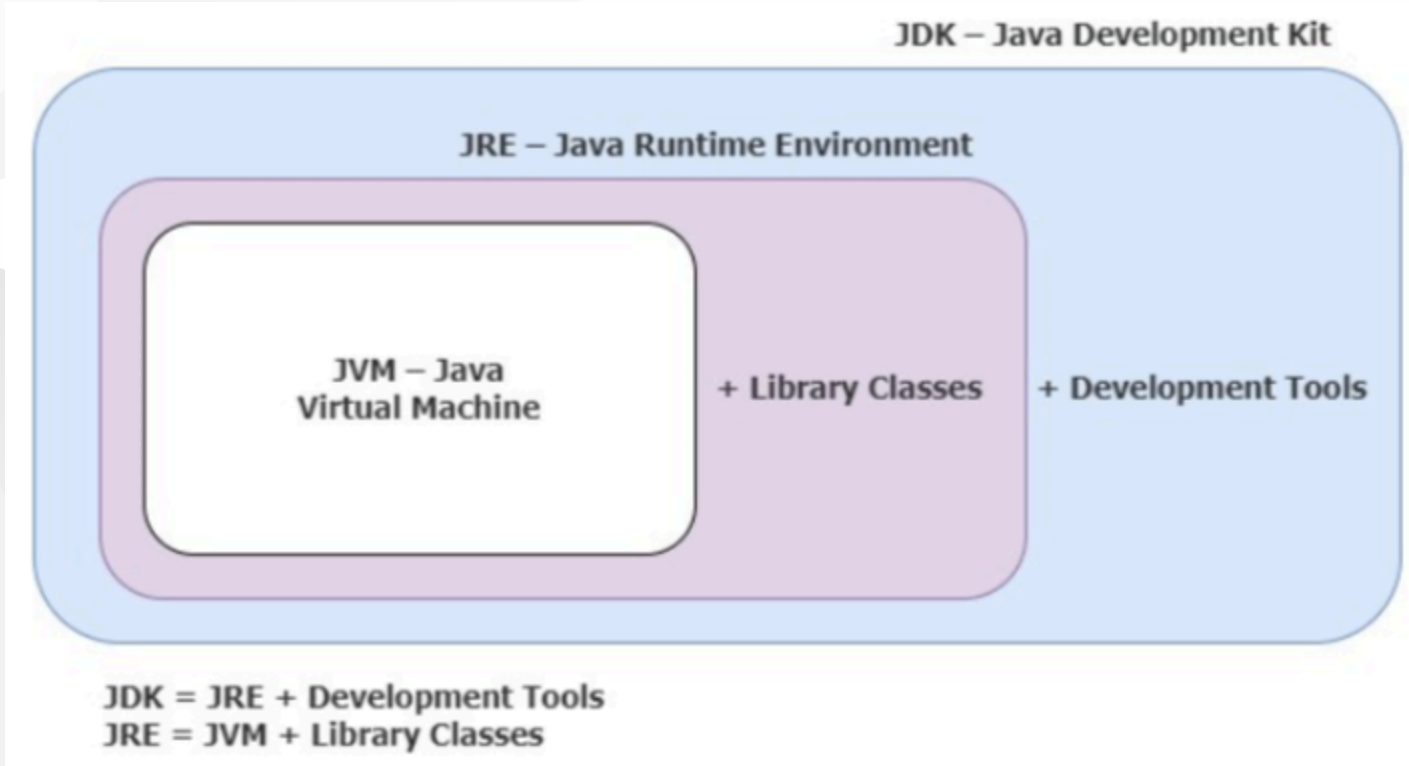 JDK – Java Development Kit
JRE – Java Runtime Environment
JVM – Java
Virtual Machine
+ Library Classes
+ Development Tools
JDK = JRE + Development Tools
JRE = JVM + Library Classes